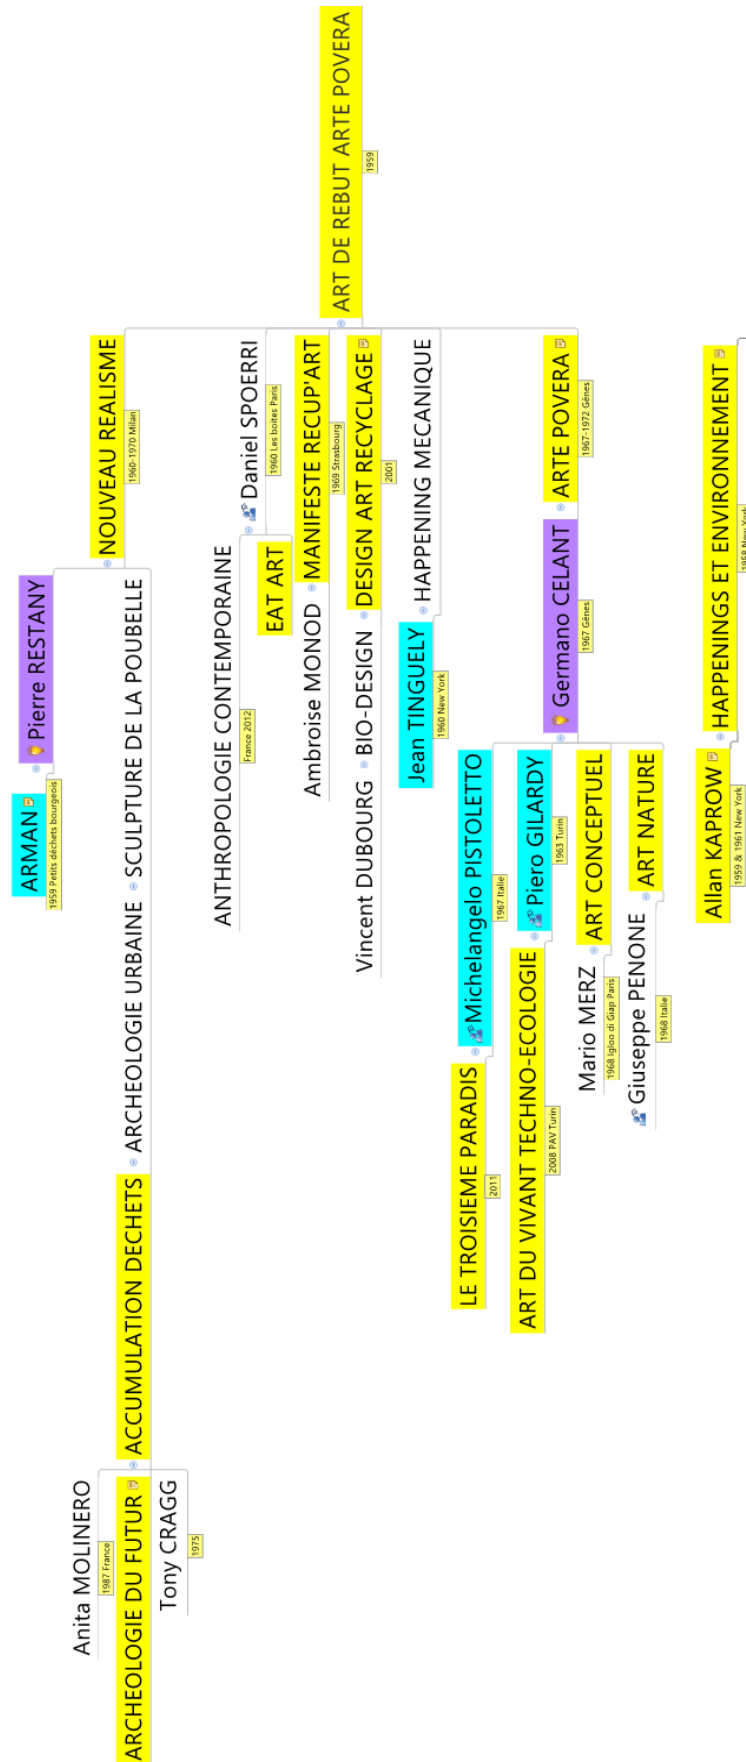 ART DE REBUT ARTE POVERA
1959
NOUVEAU REALISME
1960-1970 Milan
Pierre RESTANY
ARMAN
1959 Petits déchets bourgeois
SCULPTURE DE LA POUBELLE
ARCHEOLOGIE URBAINE
ACCUMULATION DECHETS
Anita MOLINERO
1987 France
ARCHEOLOGIE DU FUTUR
Tony CRAGG
1975
Daniel SPOERRI
1960 Les boites Paris
ANTHROPOLOGIE CONTEMPORAINE
France 2012
EAT ART
MANIFESTE RECUP'ART
1969 Strasbourg
Ambroise MONOD
DESIGN ART RECYCLAGE
2001
BIO-DESIGN
Vincent DUBOURG
HAPPENING MECANIQUE
Jean TINGUELY
1960 New York
ARTE POVERA
1967-1972 Gênes
Germano CELANT
1967 Gênes
Michelangelo PISTOLETTO
1967 Italie
LE TROISIEME PARADIS
2011
Piero GILARDY
1963 Turin
ART DU VIVANT TECHNO-ECOLOGIE
2008 PAV Turin
ART CONCEPTUEL
Mario MERZ
1968 Igloo di Giap Paris
ART NATURE
Giuseppe PENONE
1968 Italie
HAPPENINGS ET ENVIRONNEMENT
1958 New York
Allan KAPROW
1959 & 1961 New York